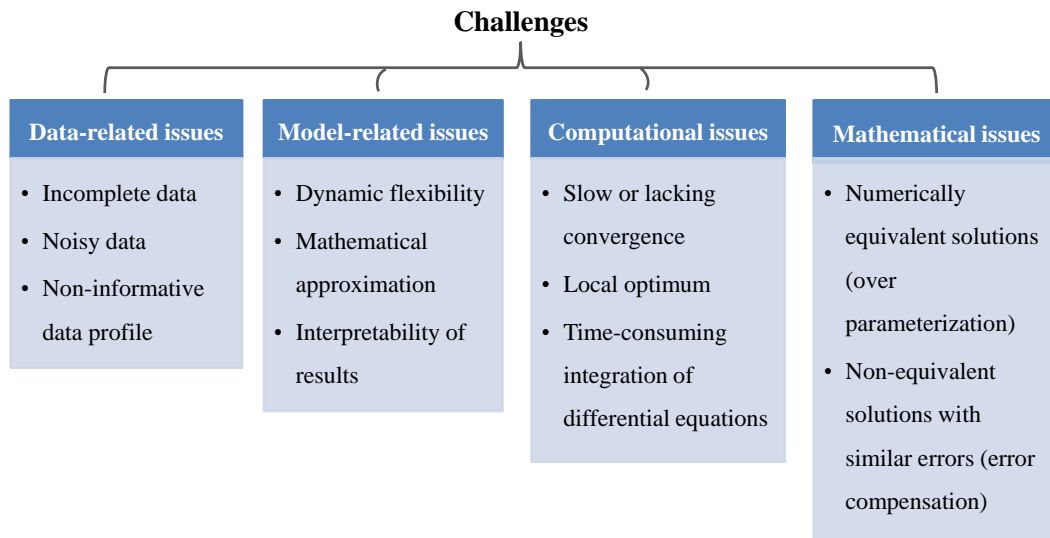 Challenges
Data-related issues
• Incomplete data
• Noisy data
• Non-informative
data profile
Model-related issues
• Dynamic flexibility
• Mathematical
approximation
• Interpretability of
results
Computational issues
• Slow or lacking
convergence
• Local optimum
• Time-consuming
integration of
differential equations
Mathematical issues
• Numerically
equivalent solutions
(over
parameterization)
• Non-equivalent
solutions with
similar errors (error
compensation)